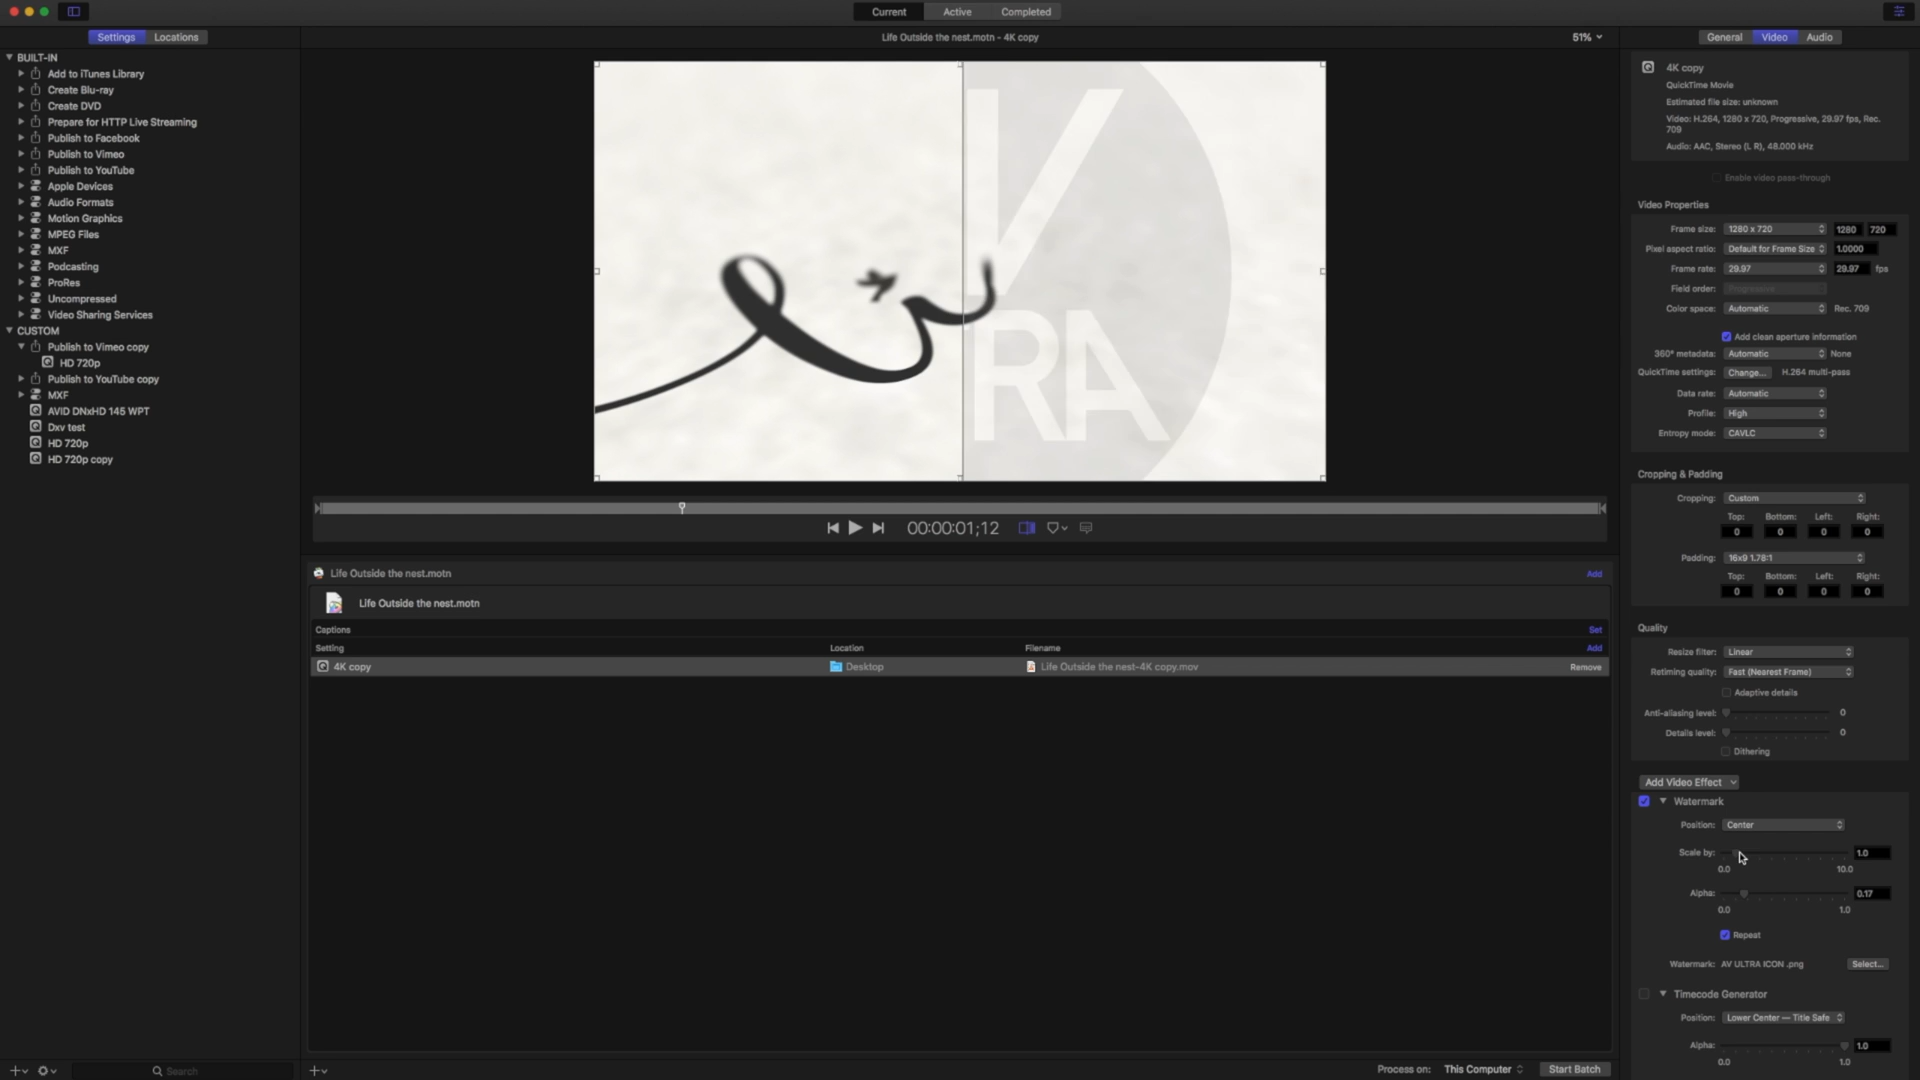 Current
Active
Completed
Settings
Locations
Life Outside the nest.motn - 4K copy
51%
General
Video
Audio
BUILT-IN
Add to iTunes Library
Create Blu-ray
Create DVD
Prepare for HTTP Live Streaming
Publish to Facebook
Publish to Vimeo
Publish to YouTube
Apple Devices
Audio Formats
Motion Graphics
MPEG Files
MXF
Podcasting
ProRes
Uncompressed
Video Sharing Services
CUSTOM
Publish to Vimeo copy
HD 720p
Publish to YouTube copy
MXF
AVID DNxHD 145 WPT
Dxv test
HD 720p
HD 720p copy
Search
V
RA
00:00:01;12
Life Outside the nest.motn
Add
Life Outside the nest.motn
Captions
Set
Setting
Location
Filename
Add
4K copy
Desktop
Life Outside the nest-4K copy.mov
Remove
Process on:
This Computer
Start Batch
4K copy
QuickTime Movie
Estimated file size: unknown
Video: H.264, 1280 x 720, Progressive, 29.97 fps, Rec.
709
Audio: AAC, Stereo (L R), 48.000 kHz
Enable video pass-through
Video Properties
Frame size: 1280 x 720 1280 720
Pixel aspect ratio: Default for Frame Size 1.0000
Frame rate: 29.97 29.97 fps
Field order: Progressive
Color space: Automatic Rec. 709
Add clean aperture information
360° metadata: Automatic None
QuickTime settings: Change... H.264 multi-pass
Data rate: Automatic
Profile: High
Entropy mode: CAVLC
Cropping & Padding
Cropping: Custom
Top: Bottom: Left: Right:
0 0 0 0
Padding: 16x9 1.78:1
Top: Bottom: Left: Right:
0 0 0 0
Quality
Resize filter: Linear
Retiming quality: Fast (Nearest Frame)
Adaptive details
Anti-aliasing level: 0
Details level: 0
Dithering
Add Video Effect
Watermark
Position: Center
Scale by: 1.0
0.0 10.0
Alpha: 0.17
0.0 1.0
Repeat
Watermark: AV ULTRA ICON .png Select...
Timecode Generator
Position: Lower Center — Title Safe
Alpha: 1.0
0.0 1.0